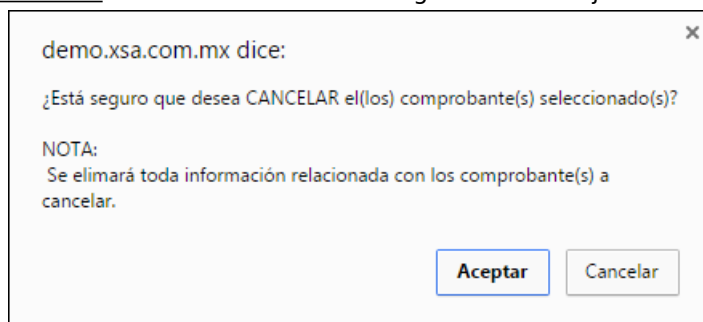 demo.xsa.com.mx dice:
¿Está seguro que desea CANCELAR el(los) comprobante(s) seleccionado(s)?
NOTA:
Se elimará toda información relacionada con los comprobante(s) a
cancelar.
Aceptar Cancelar